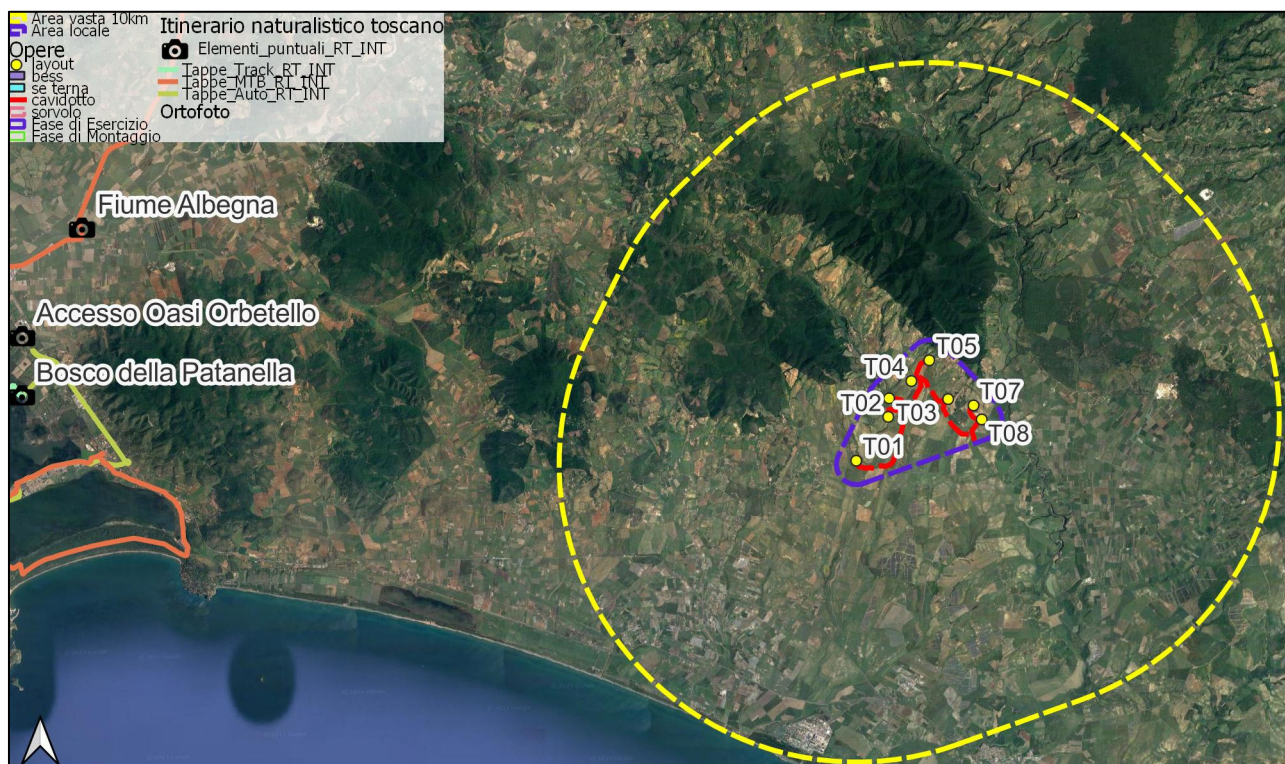 Area vasta 10km
Area locale
Opere
layout
bess
se terna
cavidotto
sorvolo
Fase di Esercizio
Fase di Montaggio
Itinerario naturalistico toscano
Elementi_puntuali_RT_INT
Tappe_Track_RT_INT
Tappe_MTB_RT_INT
Tappe_Auto_RT_INT
Ortofoto
Fiume Albegna
Accesso Oasi Orbetello
Bosco della Patanella
T05
T04
T07
T02
T03
T08
T01